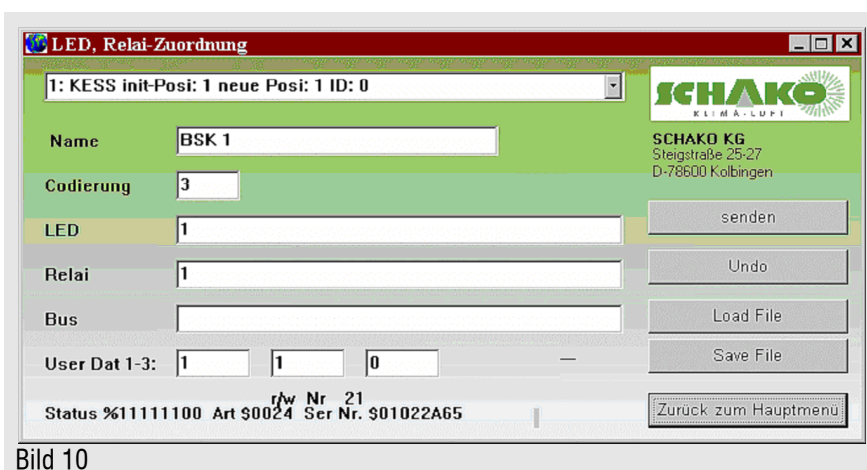 LED, Relai-Zuordnung
1: KESS init-Posi: 1 neue Posi: 1 ID: 0
SCHAKO
KLIMA-LUFT
Name BSK 1
SCHAKO KG
Steigstraße 25-27
D-78600 Kolbingen
Codierung 3
LED 1
senden
Relai 1
Undo
Bus
Load File
User Dat 1-3: 1 1 0
Save File
r/w Nr 21
Status %11111100 Art $0024 Ser Nr. $01022A65
Zurück zum Hauptmenü
Bild 10